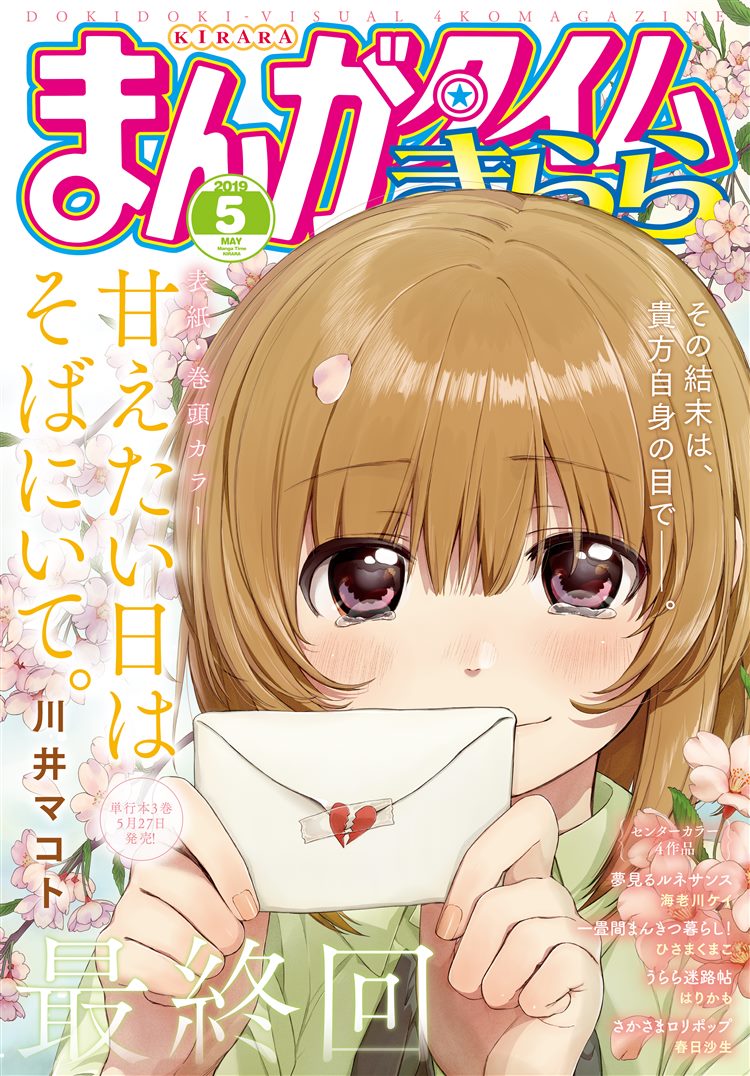 DOKIDOKI-VISUAL 4KOMAGAZINE
KIRARA
まんがタイム
きらら
2019
5
MAY
Manga Time
KIRARA
表紙・巻頭カラー
甘えたい日は
そばにいて。
川井マコト
その結末は、
貴方自身の目で――。
単行本3巻
5月27日
発売!
最終回
センターカラー
4作品
夢見るルネサンス
海老川ケイ
一畳間まんきつ暮らし!
ひさまくまこ
うらら迷路帖
はりかも
さかさまロリポップ
春日沙生